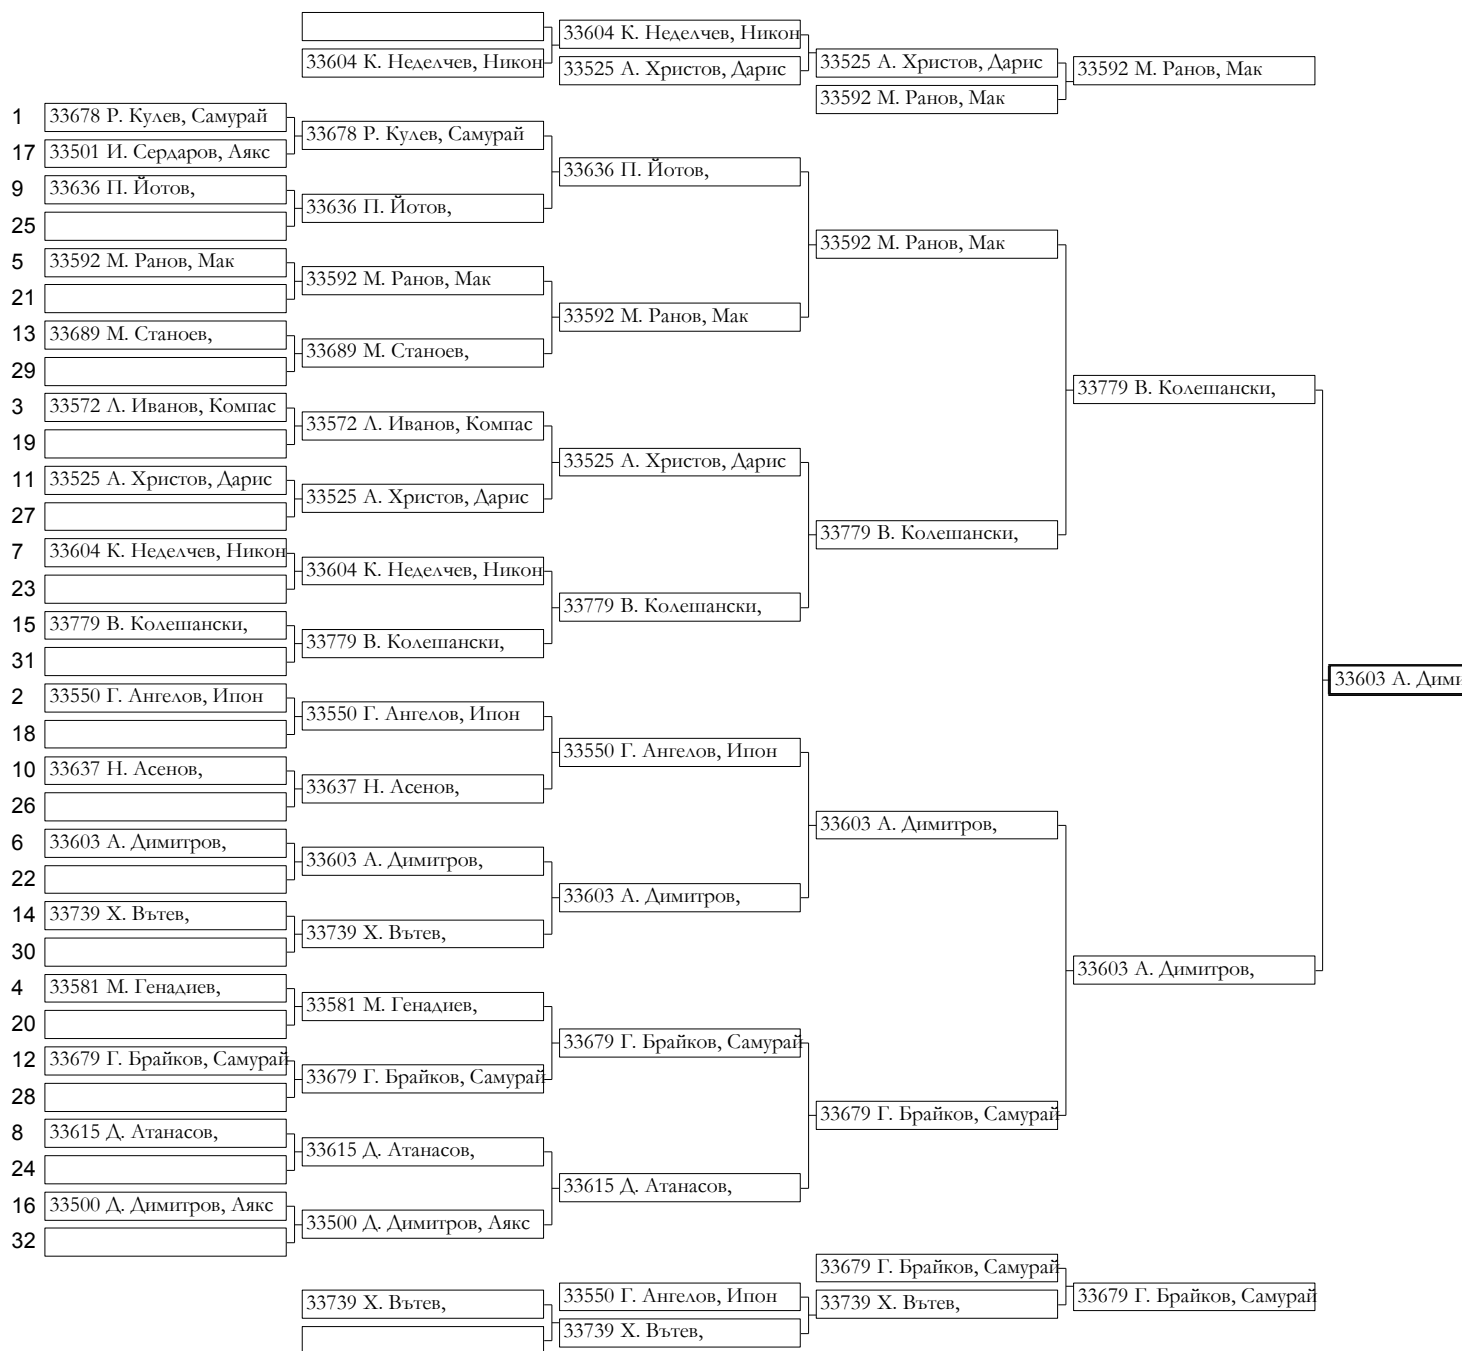 33604 К. Неделчев, Никон
33604 К. Неделчев, Никон
33525 А. Христов, Дарис
33525 А. Христов, Дарис
33592 М. Ранов, Мак
33592 М. Ранов, Мак
1 33678 Р. Кулев, Самурай
33678 Р. Кулев, Самурай
17 33501 И. Сердаров, Аякс
33636 П. Йотов,
9 33636 П. Йотов,
33636 П. Йотов,
25
33592 М. Ранов, Мак
5 33592 М. Ранов, Мак
33592 М. Ранов, Мак
21
33592 М. Ранов, Мак
13 33689 М. Станоев,
33689 М. Станоев,
29
33779 В. Колешански,
3 33572 Л. Иванов, Компас
33572 Л. Иванов, Компас
19
33525 А. Христов, Дарис
11 33525 А. Христов, Дарис
33525 А. Христов, Дарис
27
33779 В. Колешански,
7 33604 К. Неделчев, Никон
33604 К. Неделчев, Никон
23
33779 В. Колешански,
15 33779 В. Колешански,
33779 В. Колешански,
31
33603 А. Дими
2 33550 Г. Ангелов, Ипон
33550 Г. Ангелов, Ипон
18
33550 Г. Ангелов, Ипон
10 33637 Н. Асенов,
33637 Н. Асенов,
26
33603 А. Димитров,
6 33603 А. Димитров,
33603 А. Димитров,
22
33603 А. Димитров,
14 33739 Х. Вътев,
33739 Х. Вътев,
30
33603 А. Димитров,
4 33581 М. Генадиев,
33581 М. Генадиев,
20
33679 Г. Брайков, Самурай
12 33679 Г. Брайков, Самурай
33679 Г. Брайков, Самурай
28
33679 Г. Брайков, Самурай
8 33615 Д. Атанасов,
33615 Д. Атанасов,
24
33615 Д. Атанасов,
16 33500 Д. Димитров, Аякс
33500 Д. Димитров, Аякс
32
33679 Г. Брайков, Самурай
33739 Х. Вътев,
33550 Г. Ангелов, Ипон
33739 Х. Вътев,
33679 Г. Брайков, Самурай
33739 Х. Вътев,